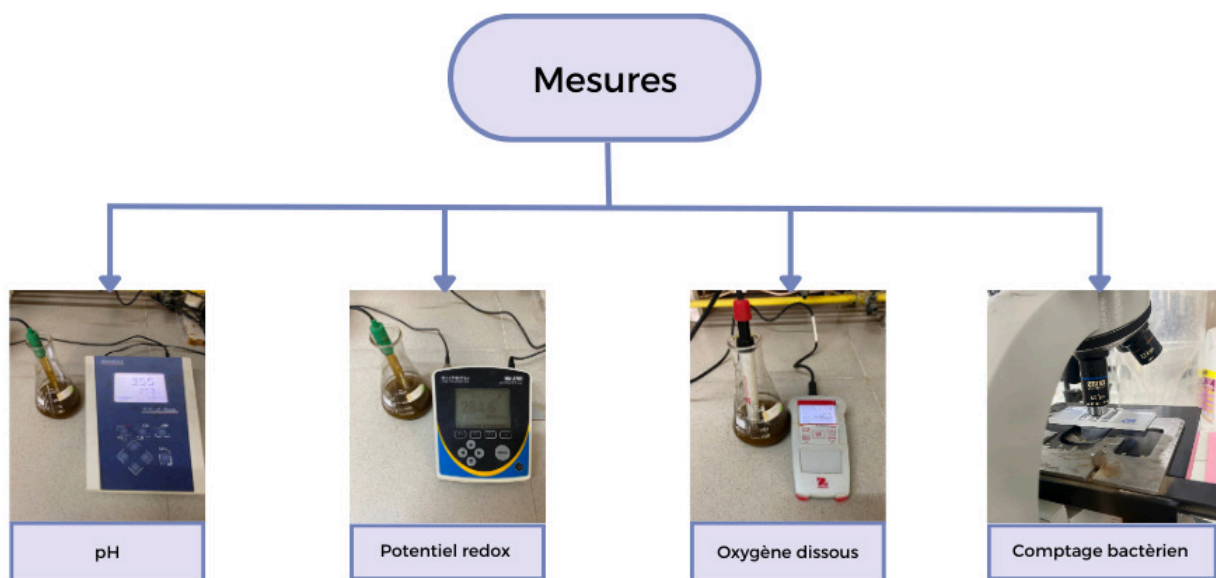 Mesures
pH
Potentiel redox
Oxygène dissous
Comptage bactèrien